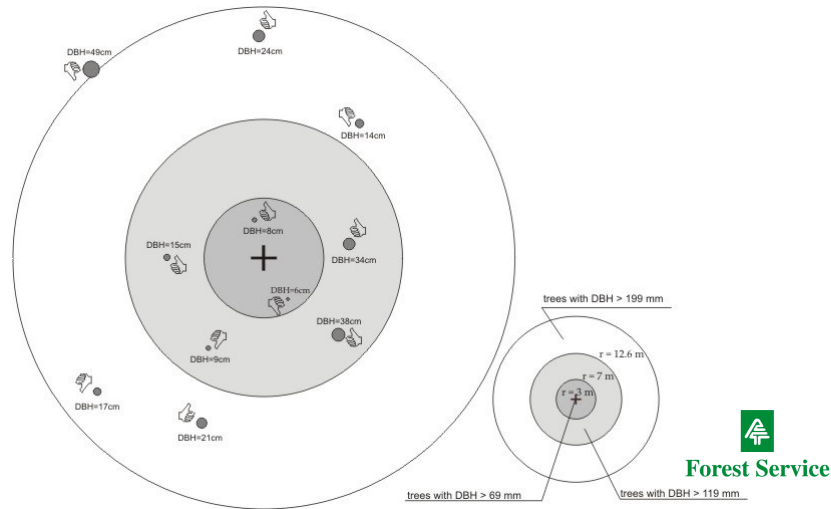 DBH=49cm
DBH=24cm
DBH=14cm
DBH=8cm
DBH=15cm
DBH=34cm
DBH=6cm
DBH=38cm
DBH=9cm
DBH=17cm
DBH=21cm
trees with DBH > 199 mm
r = 12.6 m
r = 7 m
r = 3 m
trees with DBH > 69 mm
trees with DBH > 119 mm
Forest Service